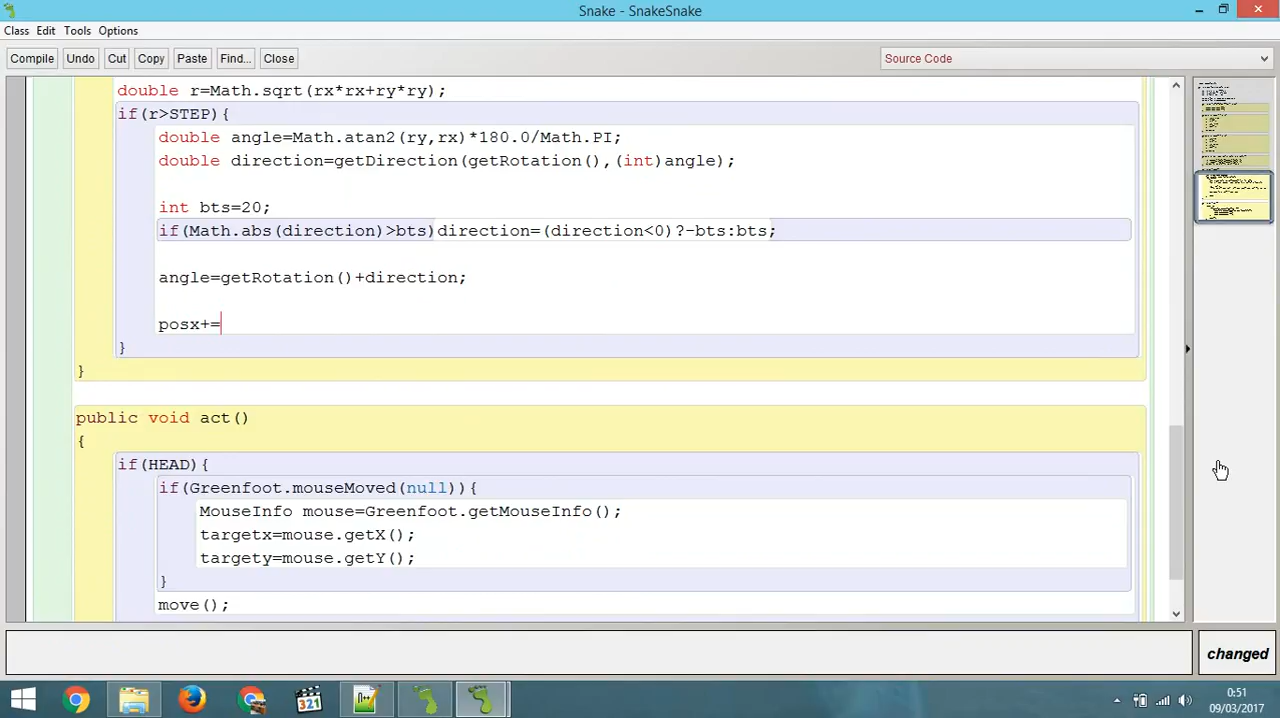 Snake - SnakeSnake
Class Edit Tools Options
Compile Undo Cut Copy Paste Find... Close Source Code
double r=Math.sqrt(rx*rx+ry*ry);
if(r>STEP){
double angle=Math.atan2(ry,rx)*180.0/Math.PI;
double direction=getDirection(getRotation(),(int)angle);
int bts=20;
if(Math.abs(direction)>bts)direction=(direction<0)?-bts:bts;
angle=getRotation()+direction;
posx+=
}
}
public void act()
{
if(HEAD){
if(Greenfoot.mouseMoved(null)){
MouseInfo mouse=Greenfoot.getMouseInfo();
targetx=mouse.getX();
targety=mouse.getY();
}
move();
changed
321
0:51
09/03/2017